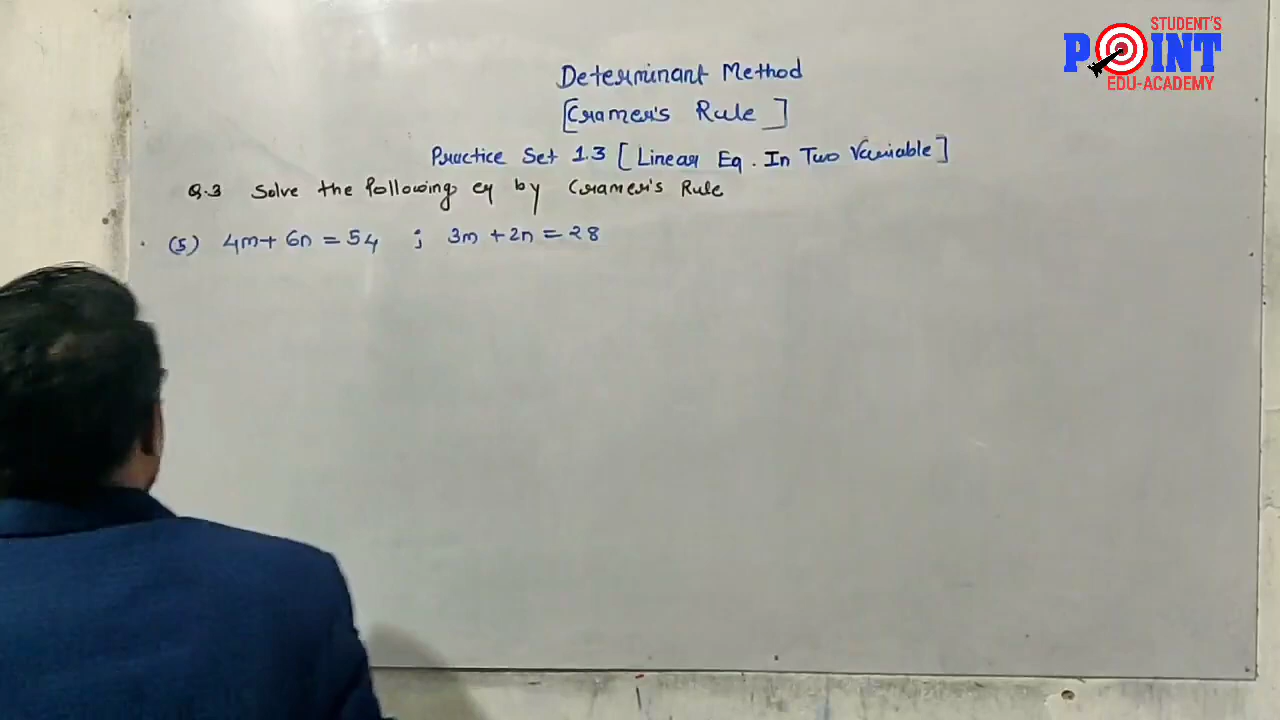 STUDENT'S
POINT
EDU-ACADEMY
Determinant Method
[Cramer's Rule]
Practice Set 1.3 [Linear Eq. In Two Variable]
Q.3 Solve the following eq by Cramer's Rule
(5) 4m + 6n = 54 ; 3m + 2n = 28